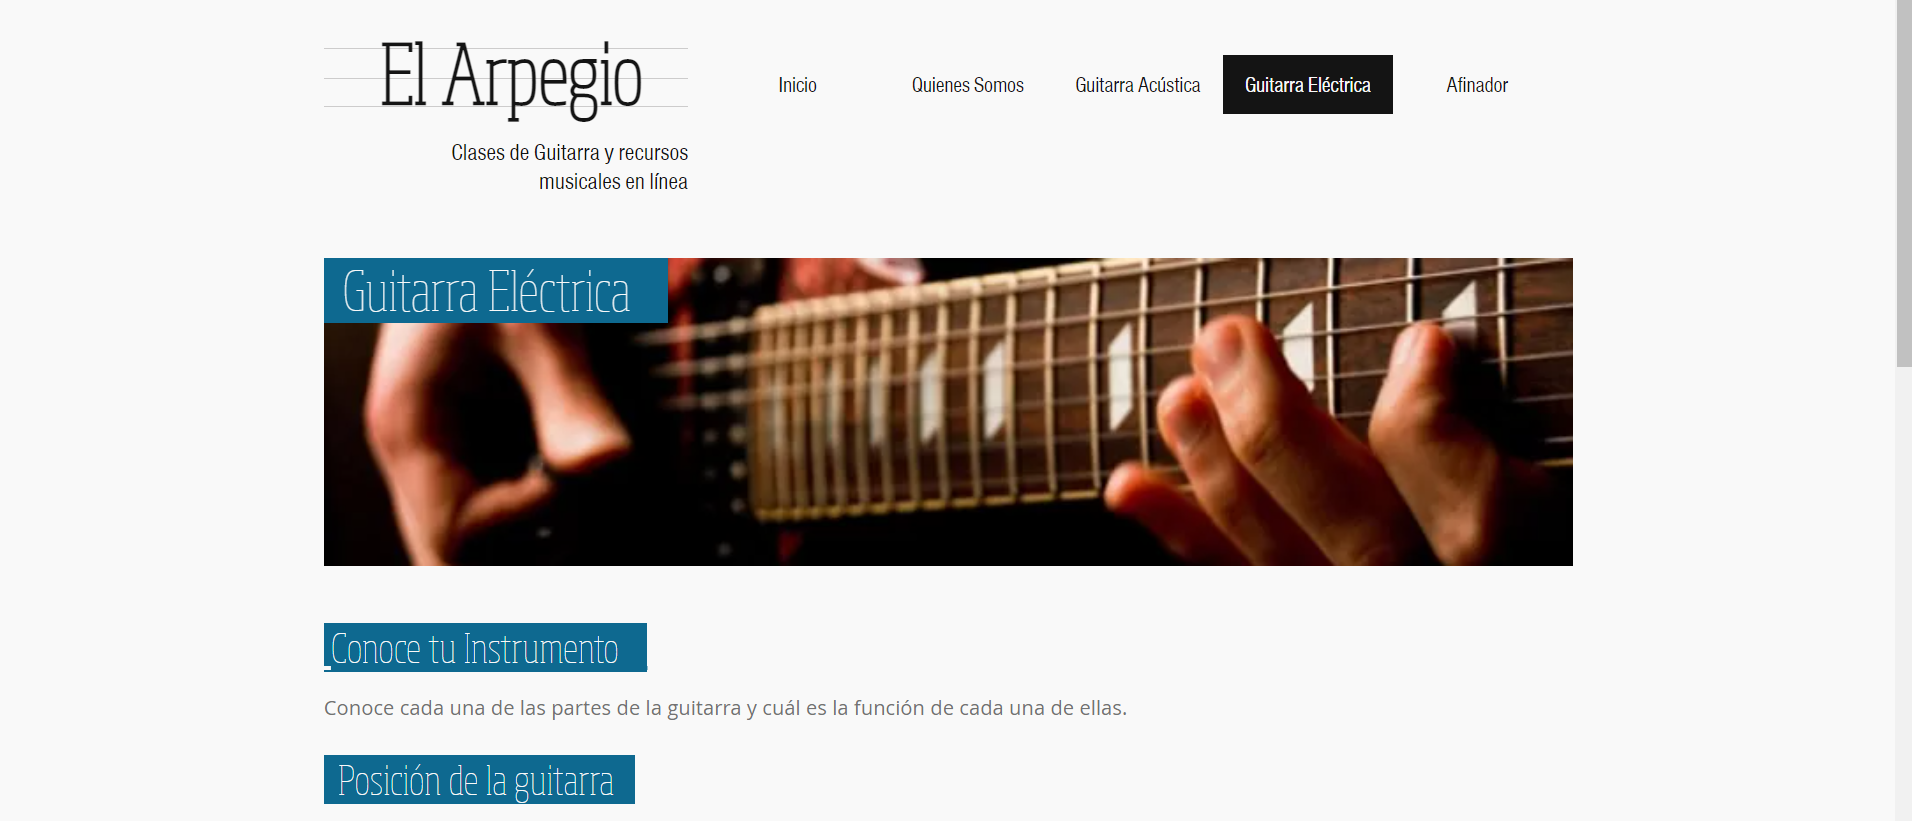 El Arpegio
Clases de Guitarra y recursos
musicales en línea
Inicio
Quienes Somos
Guitarra Acústica
Guitarra Eléctrica
Afinador
Guitarra Eléctrica
Conoce tu Instrumento
Conoce cada una de las partes de la guitarra y cuál es la función de cada una de ellas.
Posición de la guitarra